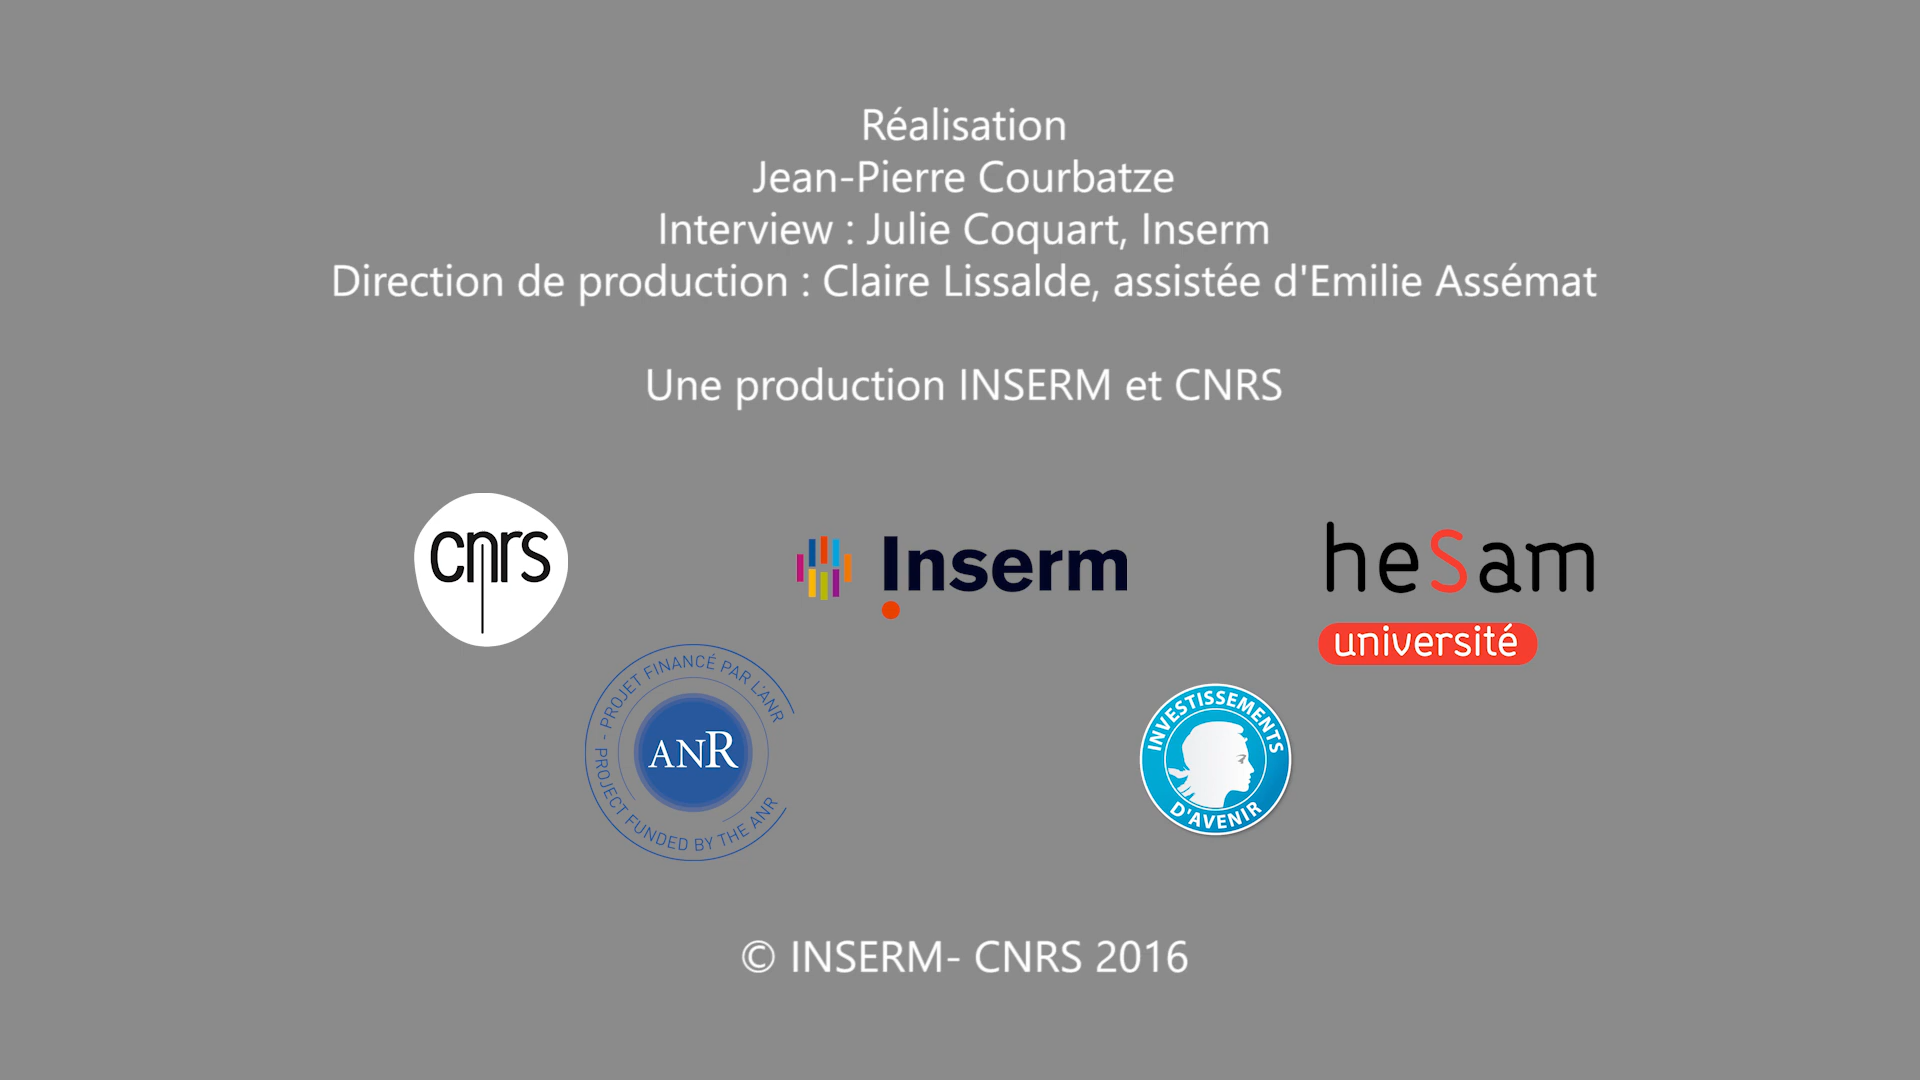 Réalisation
Jean-Pierre Courbatze
Interview : Julie Coquart, Inserm
Direction de production : Claire Lissalde, assistée d'Emilie Assémat
Une production INSERM et CNRS
cnrs
Inserm
heSam
université
PROJET FINANCÉ PAR L'ANR -
PROJECT FUNDED BY THE ANR
ANR
INVESTISSEMENTS
D'AVENIR
© INSERM- CNRS 2016